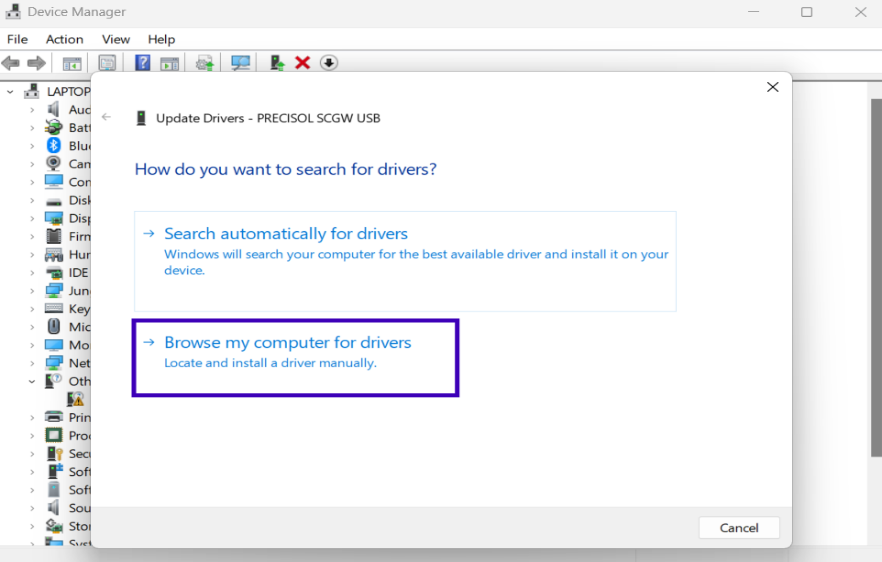 Device Manager
File Action View Help
LAPTOP
Update Drivers - PRECISOL SCGW USB
How do you want to search for drivers?
Search automatically for drivers
Windows will search your computer for the best available driver and install it on your
device.
Browse my computer for drivers
Locate and install a driver manually.
Cancel
Aud
Batt
Blue
Cam
Con
Disk
Disp
Firm
Hum
IDE
Jun
Key
Mic
Mo
Net
Oth
Prin
Proc
Secu
Soft
Soft
Sou
Stor
Syst